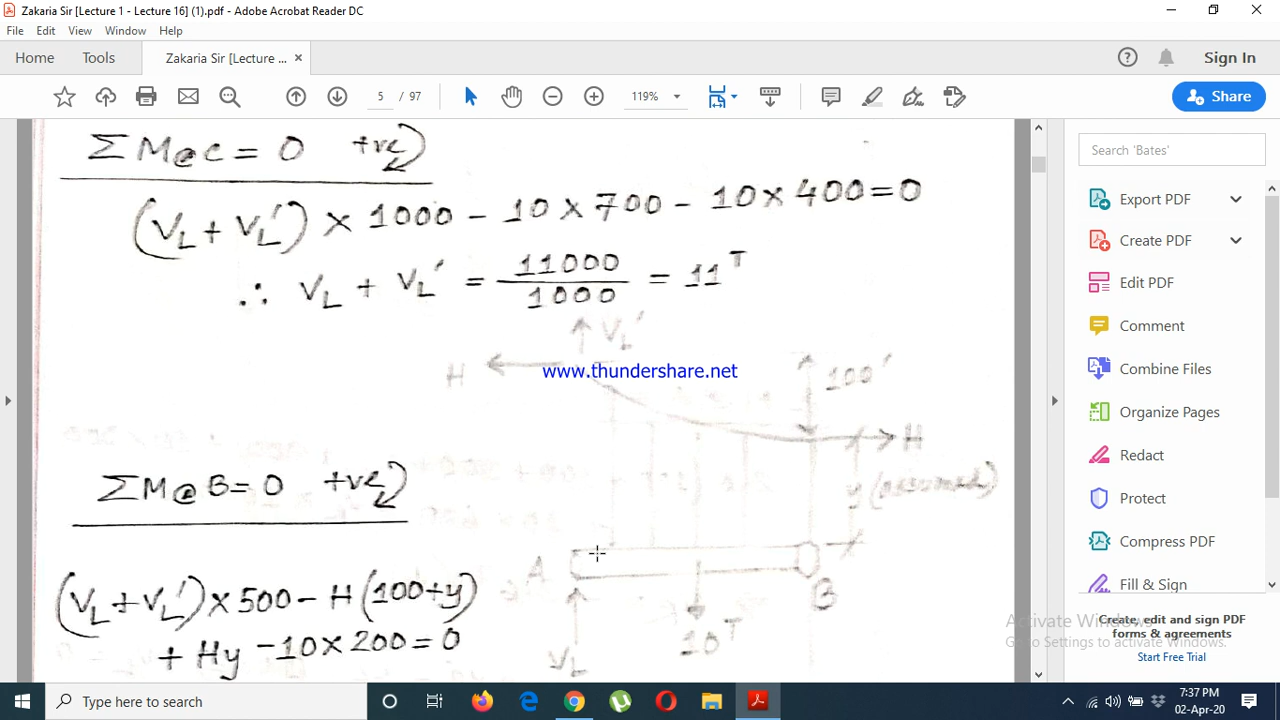 Zakaria Sir [Lecture 1 - Lecture 16] (1).pdf - Adobe Acrobat Reader DC
File Edit View Window Help
Home Tools Zakaria Sir [Lecture ... × Sign In
5 / 97 119% Share
ΣM@C = 0 +ve
(VL + VL') × 1000 - 10 × 700 - 10 × 400 = 0
∴ VL + VL' = 11000/1000 = 11ᵀ
VL'
H www.thundershare.net 100'
H
ΣM@B = 0 +ve
y (assumed)
A
B
(VL + VL') × 500 - H(100+y)
+ Hy - 10 × 200 = 0
10ᵀ
VL
Search 'Bates'
Export PDF
Create PDF
Edit PDF
Comment
Combine Files
Organize Pages
Redact
Protect
Compress PDF
Fill & Sign
Activate Windows
Go to Settings to activate Windows.
Create, edit and sign PDF
forms & agreements
Start Free Trial
Type here to search
7:37 PM
02-Apr-20